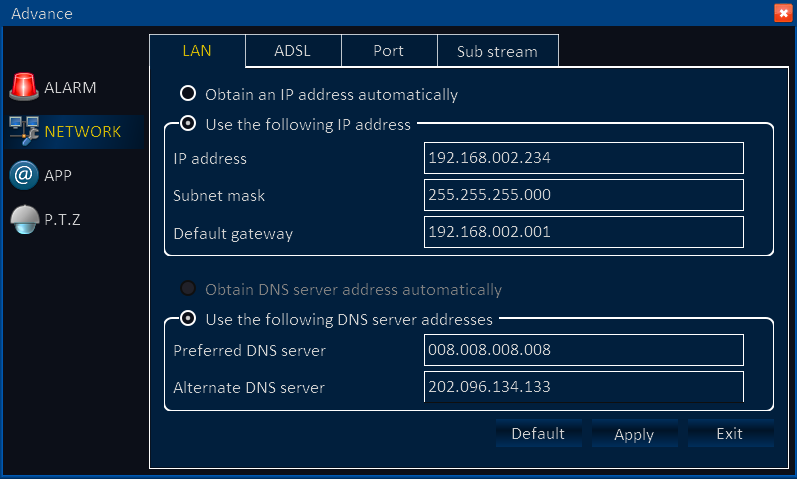 Advance
LAN ADSL Port Sub stream
ALARM
NETWORK
APP
P.T.Z
Obtain an IP address automatically
Use the following IP address
IP address 192.168.002.234
Subnet mask 255.255.255.000
Default gateway 192.168.002.001
Obtain DNS server address automatically
Use the following DNS server addresses
Preferred DNS server 008.008.008.008
Alternate DNS server 202.096.134.133
Default Apply Exit